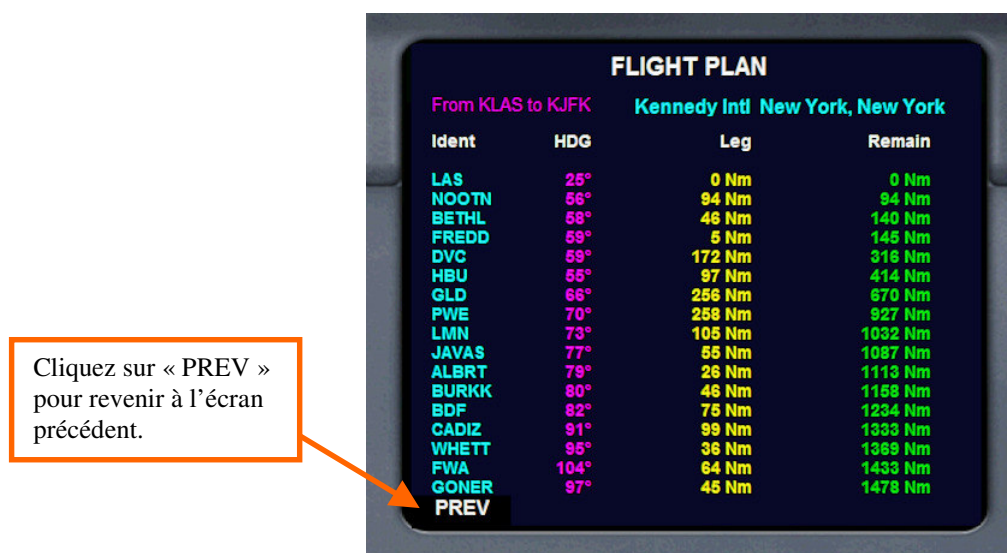 FLIGHT PLAN
From KLAS to KJFK Kennedy Intl New York, New York
Ident HDG Leg Remain
LAS 25° 0 Nm 0 Nm
NOOTN 56° 94 Nm 94 Nm
BETHL 58° 46 Nm 140 Nm
FREDD 59° 5 Nm 145 Nm
DVC 59° 172 Nm 316 Nm
HBU 55° 97 Nm 414 Nm
GLD 66° 256 Nm 670 Nm
PWE 70° 258 Nm 927 Nm
LMN 73° 105 Nm 1032 Nm
JAVAS 77° 55 Nm 1087 Nm
ALBRT 79° 26 Nm 1113 Nm
BURKK 80° 46 Nm 1158 Nm
BDF 82° 75 Nm 1234 Nm
CADIZ 91° 99 Nm 1333 Nm
WHETT 95° 36 Nm 1369 Nm
FWA 104° 64 Nm 1433 Nm
GONER 97° 45 Nm 1478 Nm
PREV
Cliquez sur « PREV »
pour revenir à l’écran
précédent.